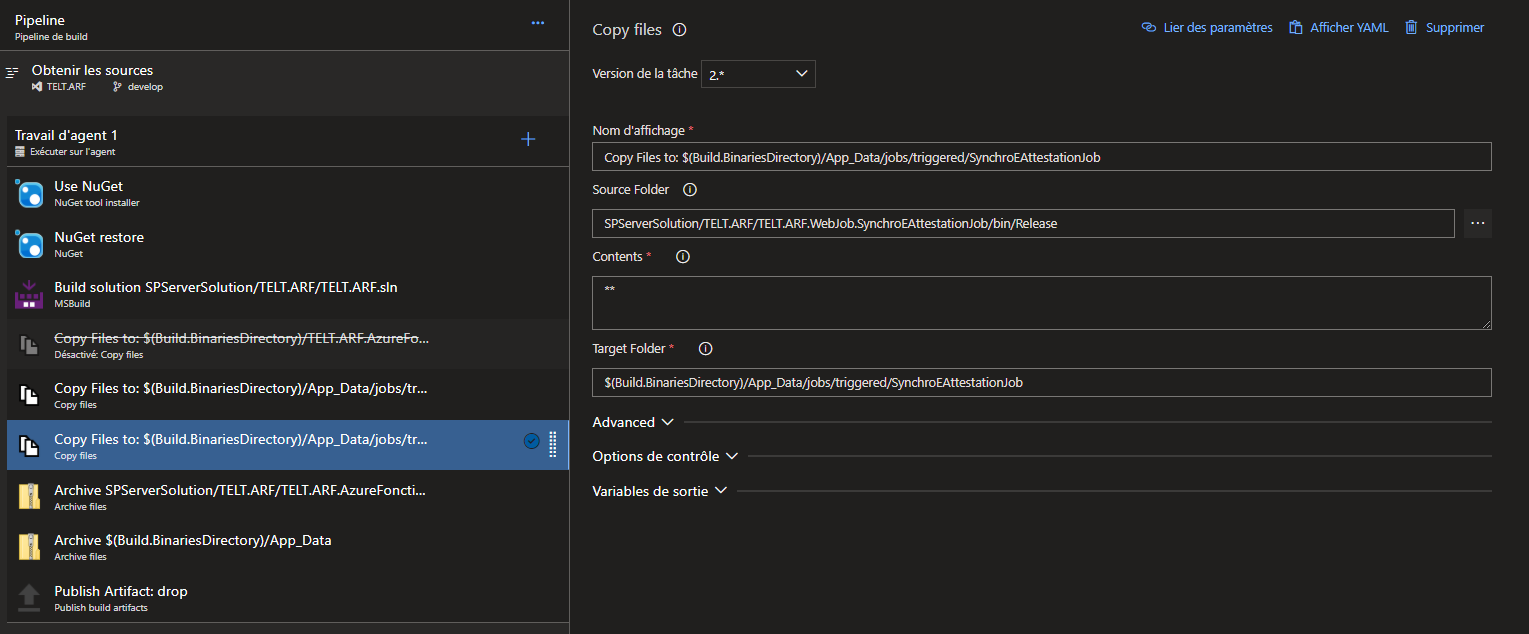 Pipeline
Pipeline de build
Obtenir les sources
TELT.ARF
develop
Travail d'agent 1
Exécuter sur l'agent
Use NuGet
NuGet tool installer
NuGet restore
NuGet
Build solution SPServerSolution/TELT.ARF/TELT.ARF.sln
MSBuild
Copy Files to: $(Build.BinariesDirectory)/TELT.ARF.AzureFo...
Désactivé: Copy files
Copy Files to: $(Build.BinariesDirectory)/App_Data/jobs/tr...
Copy files
Copy Files to: $(Build.BinariesDirectory)/App_Data/jobs/tr...
Copy files
Archive SPServerSolution/TELT.ARF/TELT.ARF.AzureFoncti...
Archive files
Archive $(Build.BinariesDirectory)/App_Data
Archive files
Publish Artifact: drop
Publish build artifacts
Copy files
Lier des paramètres
Afficher YAML
Supprimer
Version de la tâche 2.*
Nom d'affichage *
Copy Files to: $(Build.BinariesDirectory)/App_Data/jobs/triggered/SynchroEAttestationJob
Source Folder
SPServerSolution/TELT.ARF/TELT.ARF.WebJob.SynchroEAttestationJob/bin/Release
Contents *
**
Target Folder *
$(Build.BinariesDirectory)/App_Data/jobs/triggered/SynchroEAttestationJob
Advanced
Options de contrôle
Variables de sortie